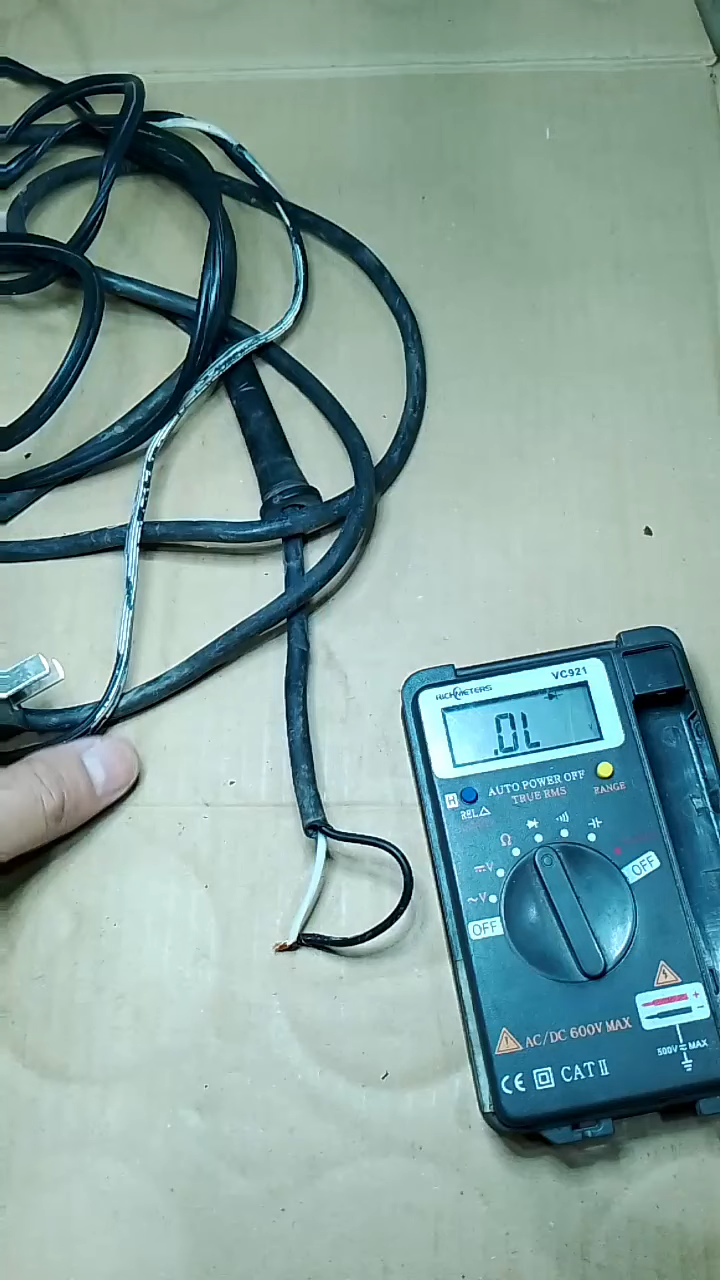 RICHMETERS
VC921
.OL
V
H
AUTO POWER OFF
TRUE RMS
REL△
RANGE
Ω
⎓V
~V
OFF
OFF
AC/DC 600V MAX
+
−
500V MAX
CE CAT II